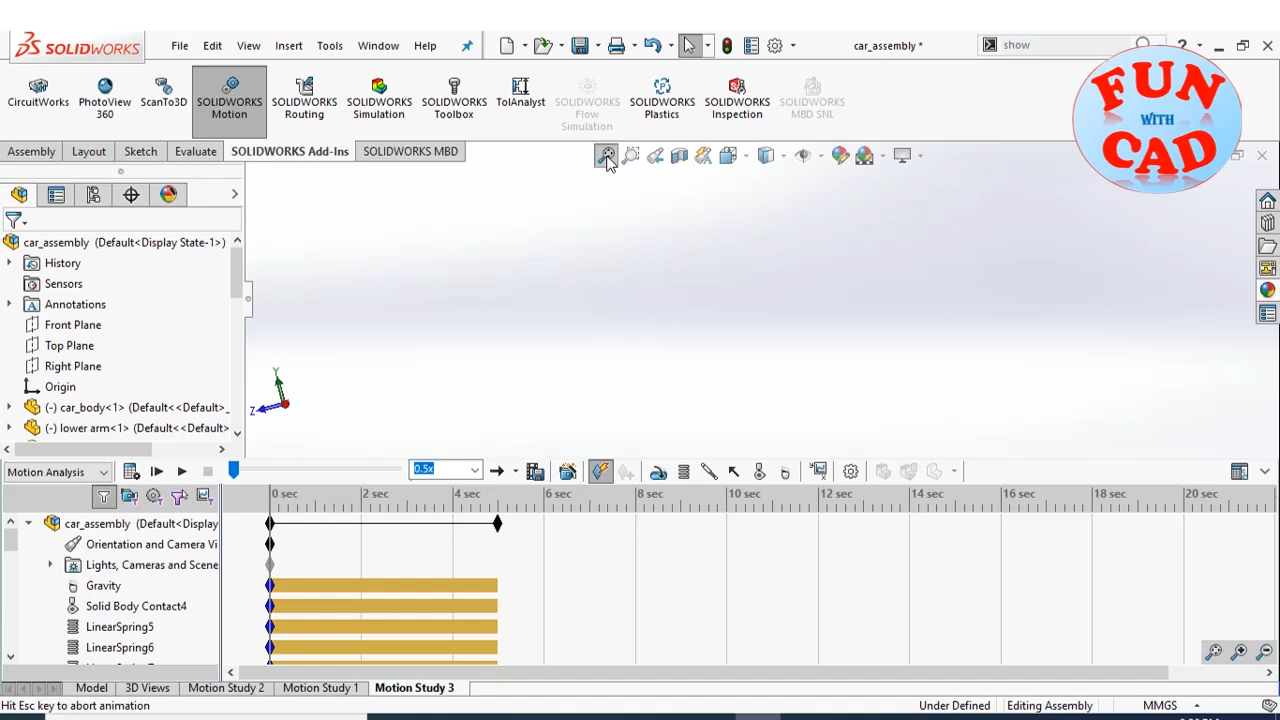 SOLIDWORKS
File Edit View Insert Tools Window Help
car_assembly *
show
CircuitWorks
PhotoView 360
ScanTo3D
SOLIDWORKS Motion
SOLIDWORKS Routing
SOLIDWORKS Simulation
SOLIDWORKS Toolbox
TolAnalyst
SOLIDWORKS Flow Simulation
SOLIDWORKS Plastics
SOLIDWORKS Inspection
SOLIDWORKS MBD SNL
FUN
WITH
CAD
Assembly Layout Sketch Evaluate SOLIDWORKS Add-Ins SOLIDWORKS MBD
car_assembly (Default<Display State-1>)
History
Sensors
Annotations
Front Plane
Top Plane
Right Plane
Origin
(-) car_body<1> (Default<<Default>_
(-) lower arm<1> (Default<<Default>
Y
Z
Motion Analysis
0.5x
0 sec 2 sec 4 sec 6 sec 8 sec 10 sec 12 sec 14 sec 16 sec 18 sec 20 sec
car_assembly (Default<Display
Orientation and Camera Vi
Lights, Cameras and Scene
Gravity
Solid Body Contact4
LinearSpring5
LinearSpring6
Model 3D Views Motion Study 2 Motion Study 1 Motion Study 3
Hit Esc key to abort animation
Under Defined Editing Assembly MMGS